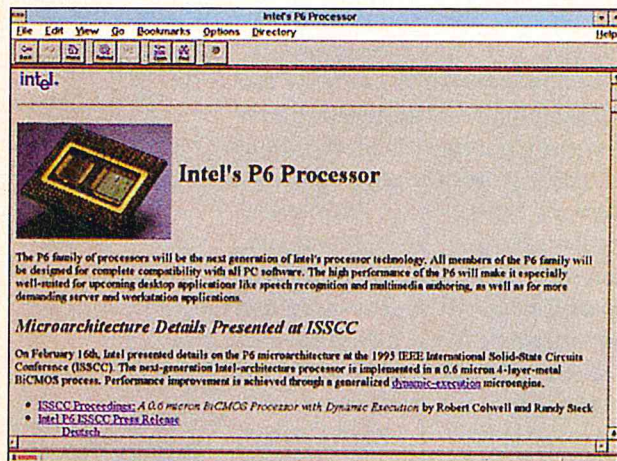 Intel's P6 Processor
File Edit View Go Bookmarks Options Directory Help
intel.
Intel's P6 Processor
The P6 family of processors will be the next generation of Intel's processor technology. All members of the P6 family will
be designed for complete compatibility with all PC software. The high performance of the P6 will make it especially
well-suited for upcoming desktop applications like speech recognition and multimedia authoring, as well as for more
demanding server and workstation applications.
Microarchitecture Details Presented at ISSCC
On February 16th, Intel presented details on the P6 microarchitecture at the 1995 IEEE International Solid-State Circuits
Conference (ISSCC). The next-generation Intel-architecture processor is implemented in a 0.6 micron 4-layer-metal
BiCMOS process. Performance improvement is achieved through a generalized dynamic-execution microengine.
• ISSCC Proceedings: A 0.6 micron BiCMOS Processor with Dynamic Execution by Robert Colwell and Randy Steck
• Intel P6 ISSCC Press Release
Deutsch